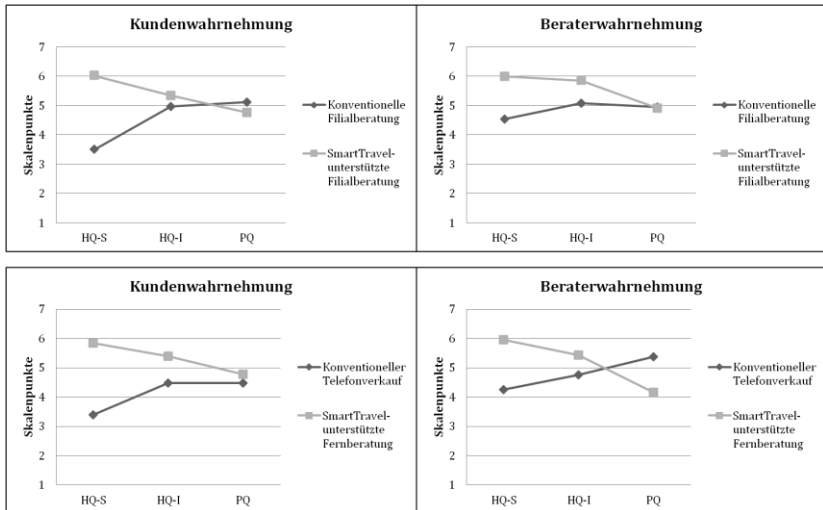 Kundenwahrnehmung
7
6
5
4
3
2
1
Skalenpunkte
HQ-S
HQ-I
PQ
Konventionelle
Filialberatung
SmartTravel-
unterstützte
Filialberatung
Beraterwahrnehmung
7
6
5
4
3
2
1
Skalenpunkte
HQ-S
HQ-I
PQ
Konventionelle
Filialberatung
SmartTravel-
unterstützte
Filialberatung
Kundenwahrnehmung
7
6
5
4
3
2
1
Skalenpunkte
HQ-S
HQ-I
PQ
Konventioneller
Telefonverkauf
SmartTravel-
unterstützte
Fernberatung
Beraterwahrnehmung
7
6
5
4
3
2
1
Skalenpunkte
HQ-S
HQ-I
PQ
Konventioneller
Telefonverkauf
SmartTravel-
unterstützte
Fernberatung